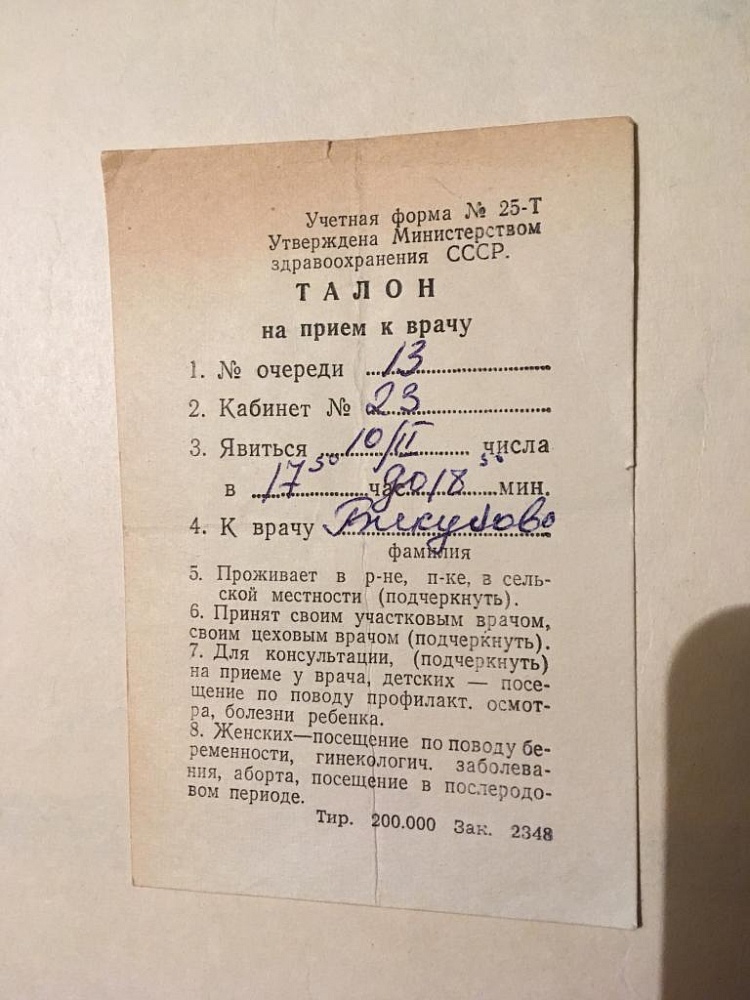 Учетная форма № 25-Т
Утверждена Министерством
здравоохранения СССР.
ТАЛОН
на прием к врачу
1. № очереди 13
2. Кабинет № 23
3. Явиться 10/II числа
в 17 50 час. до 18 50 мин.
4. К врачу
фамилия
5. Проживает в р-не, п-ке, в сель-
ской местности (подчеркнуть).
6. Принят своим участковым врачом,
своим цеховым врачом (подчеркнуть).
7. Для консультации, (подчеркнуть)
на приеме у врача, детских — посе-
щение по поводу профилакт. осмот-
ра, болезни ребенка.
8. Женских—посещение по поводу бе-
ременности, гинекологич. заболева-
ния, аборта, посещение в послеродо-
вом периоде.
Тир. 200.000 Зак. 2348